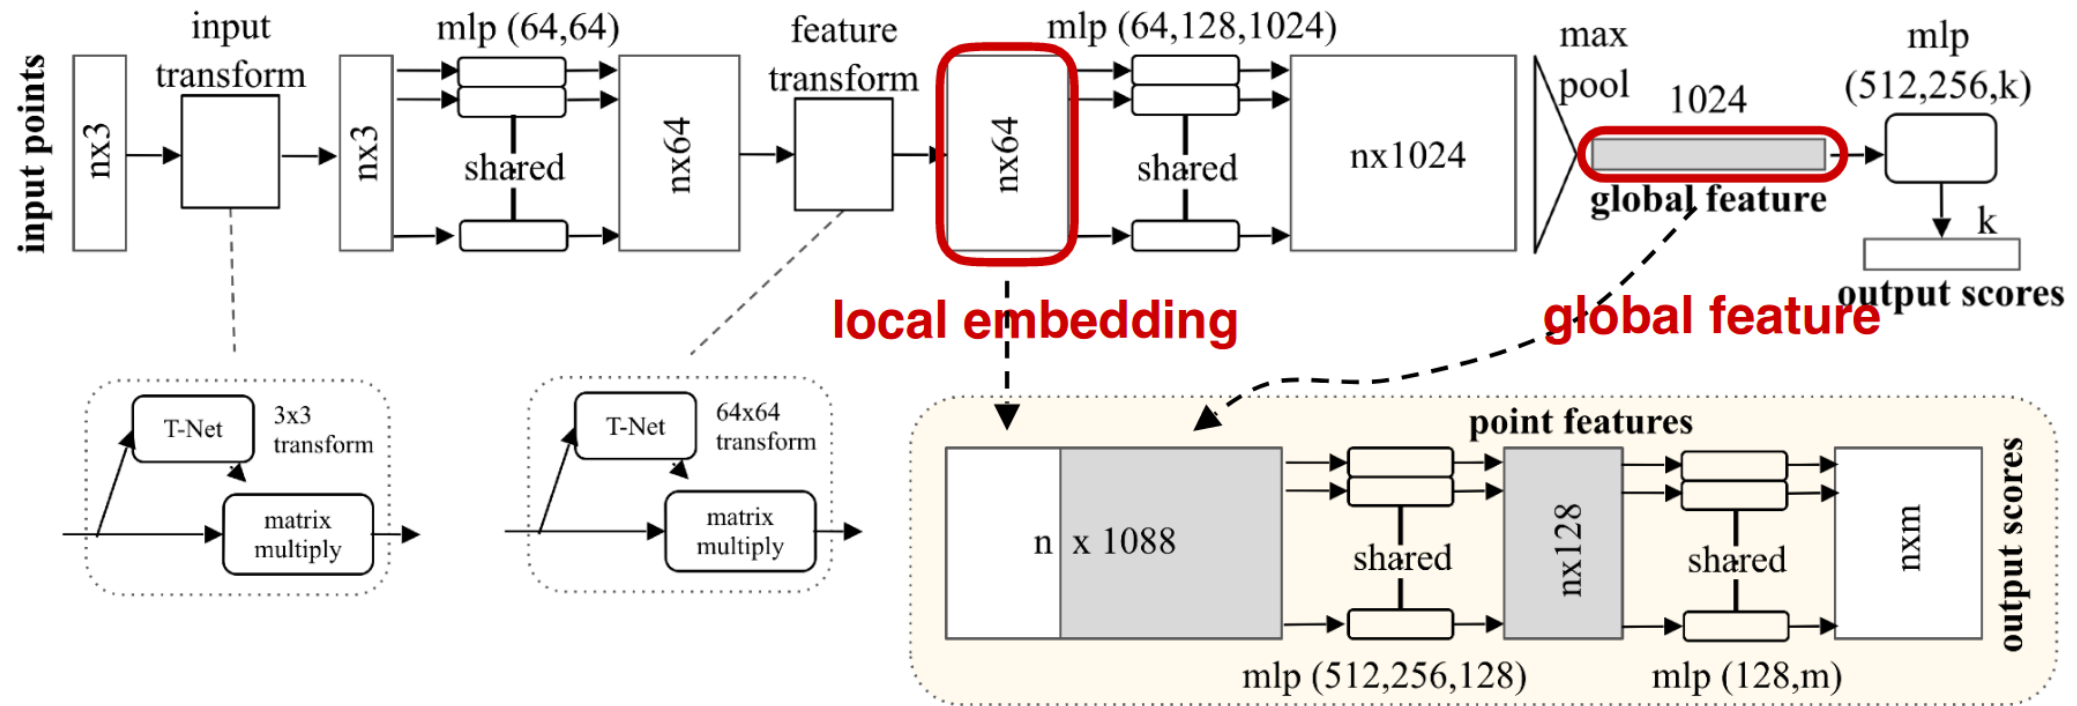 input points
nx3
input
transform
nx3
mlp (64,64)
shared
nx64
feature
transform
nx64
mlp (64,128,1024)
shared
nx1024
max
pool
1024
global feature
mlp
(512,256,k)
k
output scores
local embedding
global feature
T-Net
3x3
transform
matrix
multiply
T-Net
64x64
transform
matrix
multiply
point features
n x 1088
shared
mlp (512,256,128)
nx128
shared
mlp (128,m)
nxm
output scores